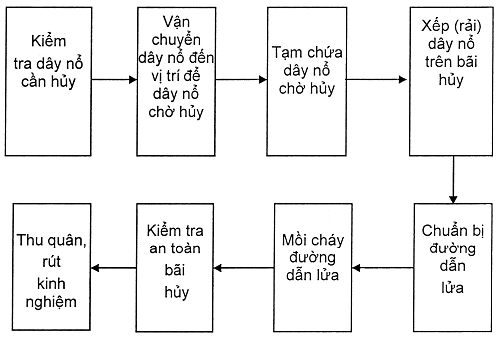 Kiểm
tra dây nổ
cần hủy
Vận
chuyển
dây nổ đến
vị trí để
dây nổ
chờ hủy
Tạm chứa
dây nổ
chờ hủy
Xếp (rải)
dây nổ
trên bãi
hủy
Chuẩn bị
đường
dẫn
lửa
Mồi cháy
đường
dẫn lửa
Kiểm tra
an toàn
bãi
hủy
Thu quân,
rút
kinh
nghiệm